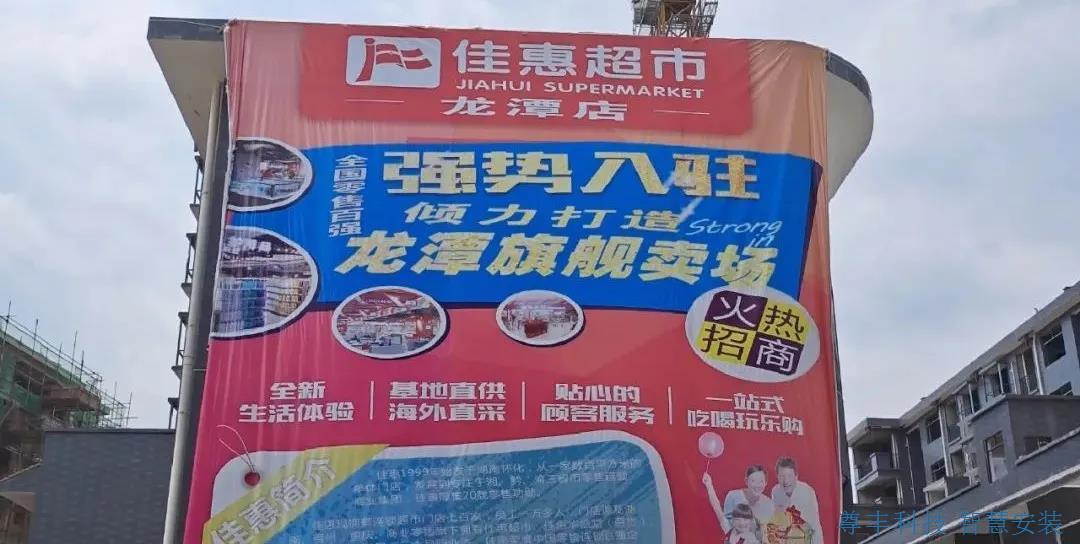 佳惠超市
JIAHUI SUPERMARKET
龙潭店
全国零售百强
强势入驻
倾力打造
Strong in
龙潭旗舰卖场
火热招商
全新
生活体验
基地直供
海外直采
贴心的
顾客服务
一站式
吃喝玩乐购
佳惠简介
尊丰科技 智慧安装